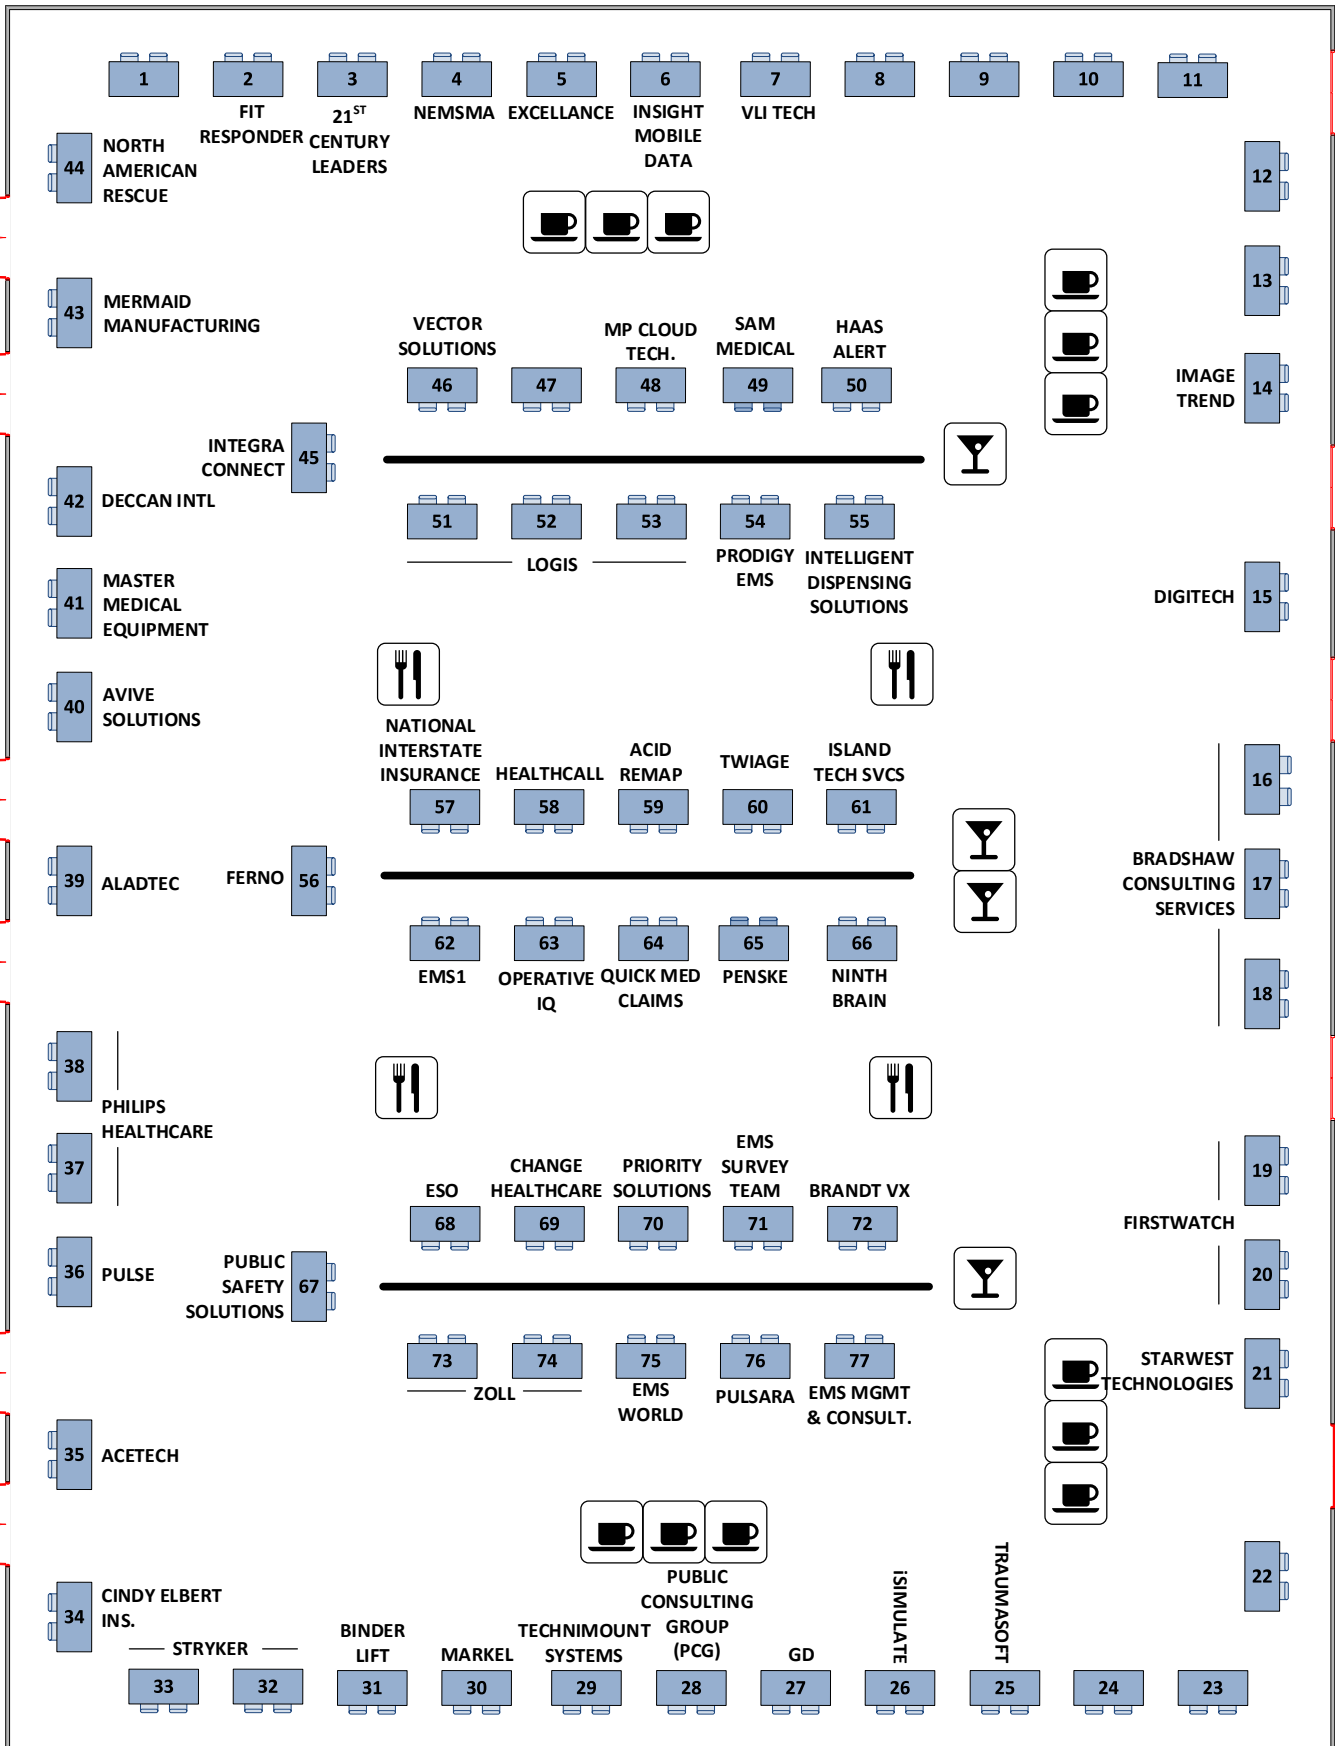 1
2
3
4
5
6
7
8
9
10
11
FIT
RESPONDER
21ST
CENTURY
LEADERS
NEMSMA
EXCELLANCE
INSIGHT
MOBILE
DATA
VLI TECH
44
NORTH
AMERICAN
RESCUE
12
13
43
MERMAID
MANUFACTURING
VECTOR
SOLUTIONS
MP CLOUD
TECH.
SAM
MEDICAL
HAAS
ALERT
46
47
48
49
50
IMAGE
TREND
14
INTEGRA
CONNECT
45
42
DECCAN INTL
51
52
53
54
55
LOGIS
PRODIGY
EMS
INTELLIGENT
DISPENSING
SOLUTIONS
41
MASTER
MEDICAL
EQUIPMENT
DIGITECH
15
40
AVIVE
SOLUTIONS
NATIONAL
INTERSTATE
INSURANCE
HEALTHCALL
ACID
REMAP
TWIAGE
ISLAND
TECH SVCS
57
58
59
60
61
16
39
ALADTEC
FERNO
56
BRADSHAW
CONSULTING
SERVICES
17
62
63
64
65
66
EMS1
OPERATIVE
IQ
QUICK MED
CLAIMS
PENSKE
NINTH
BRAIN
18
38
PHILIPS
HEALTHCARE
37
ESO
CHANGE
HEALTHCARE
PRIORITY
SOLUTIONS
EMS
SURVEY
TEAM
BRANDT VX
68
69
70
71
72
19
FIRSTWATCH
20
36
PULSE
PUBLIC
SAFETY
SOLUTIONS
67
73
74
75
76
77
ZOLL
EMS
WORLD
PULSARA
EMS MGMT
& CONSULT.
STARWEST
TECHNOLOGIES
21
35
ACETECH
22
34
CINDY ELBERT
INS.
STRYKER
BINDER
LIFT
MARKEL
TECHNIMOUNT
SYSTEMS
PUBLIC
CONSULTING
GROUP
(PCG)
GD
iSIMULATE
TRAUMASOFT
33
32
31
30
29
28
27
26
25
24
23